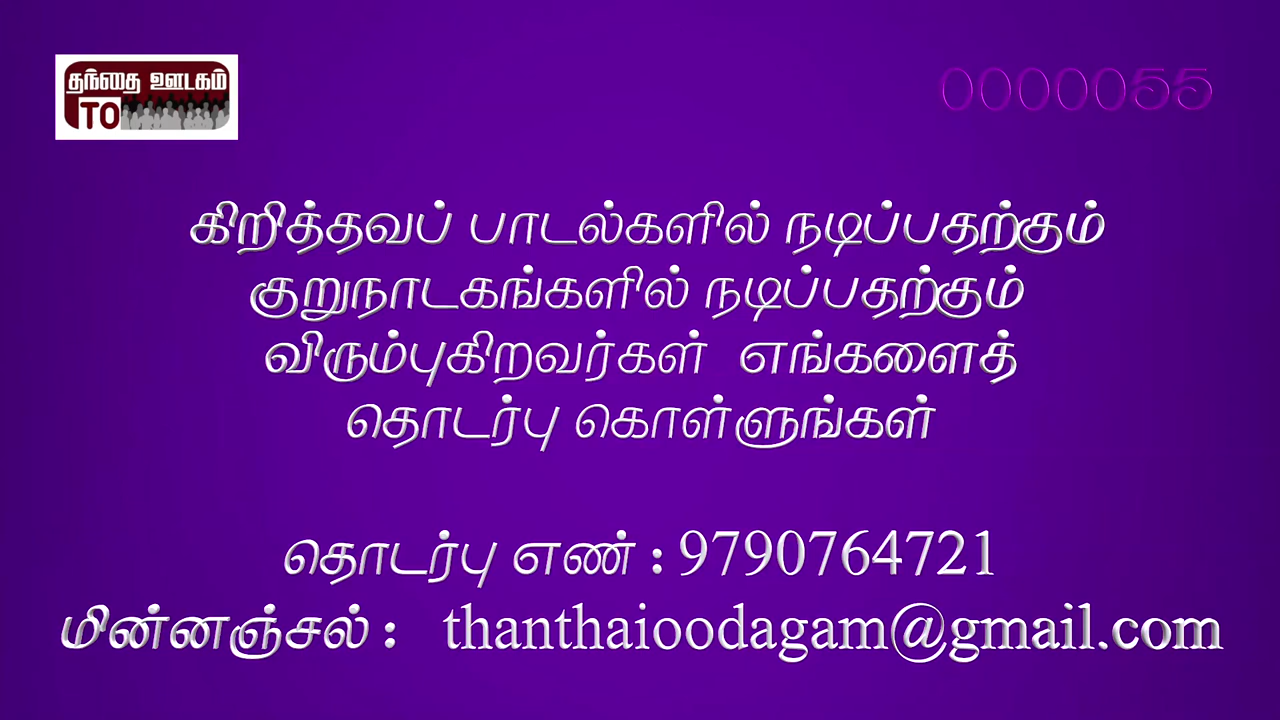 தந்தை ஊடகம்
TO
0000055
கிறித்தவப் பாடல்களில் நடிப்பதற்கும்
குறுநாடகங்களில் நடிப்பதற்கும்
விரும்புகிறவர்கள் எங்களைத்
தொடர்பு கொள்ளுங்கள்
தொடர்பு எண் : 9790764721
மின்னஞ்சல் : thanthaioodagam@gmail.com